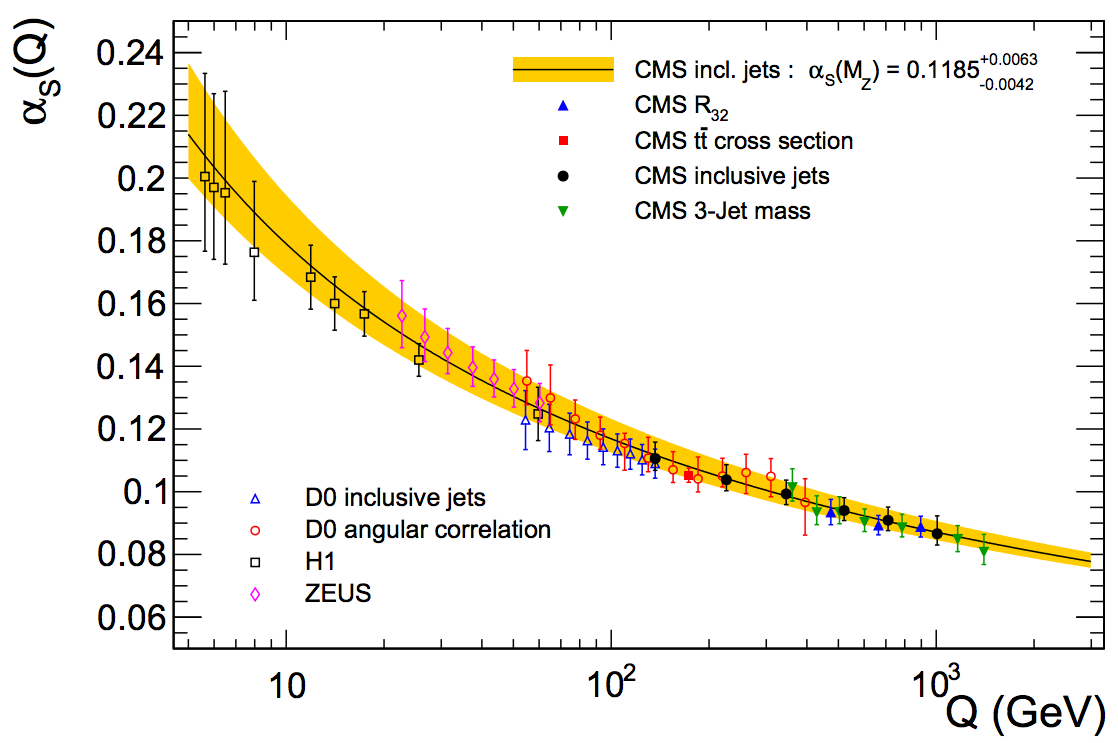 αS(Q)
0.24
0.22
0.2
0.18
0.16
0.14
0.12
0.1
0.08
0.06
CMS incl. jets : αS(MZ) = 0.1185 +0.0063 -0.0042
CMS R32
CMS tt̄ cross section
CMS inclusive jets
CMS 3-Jet mass
D0 inclusive jets
D0 angular correlation
H1
ZEUS
10 10² 10³
Q (GeV)